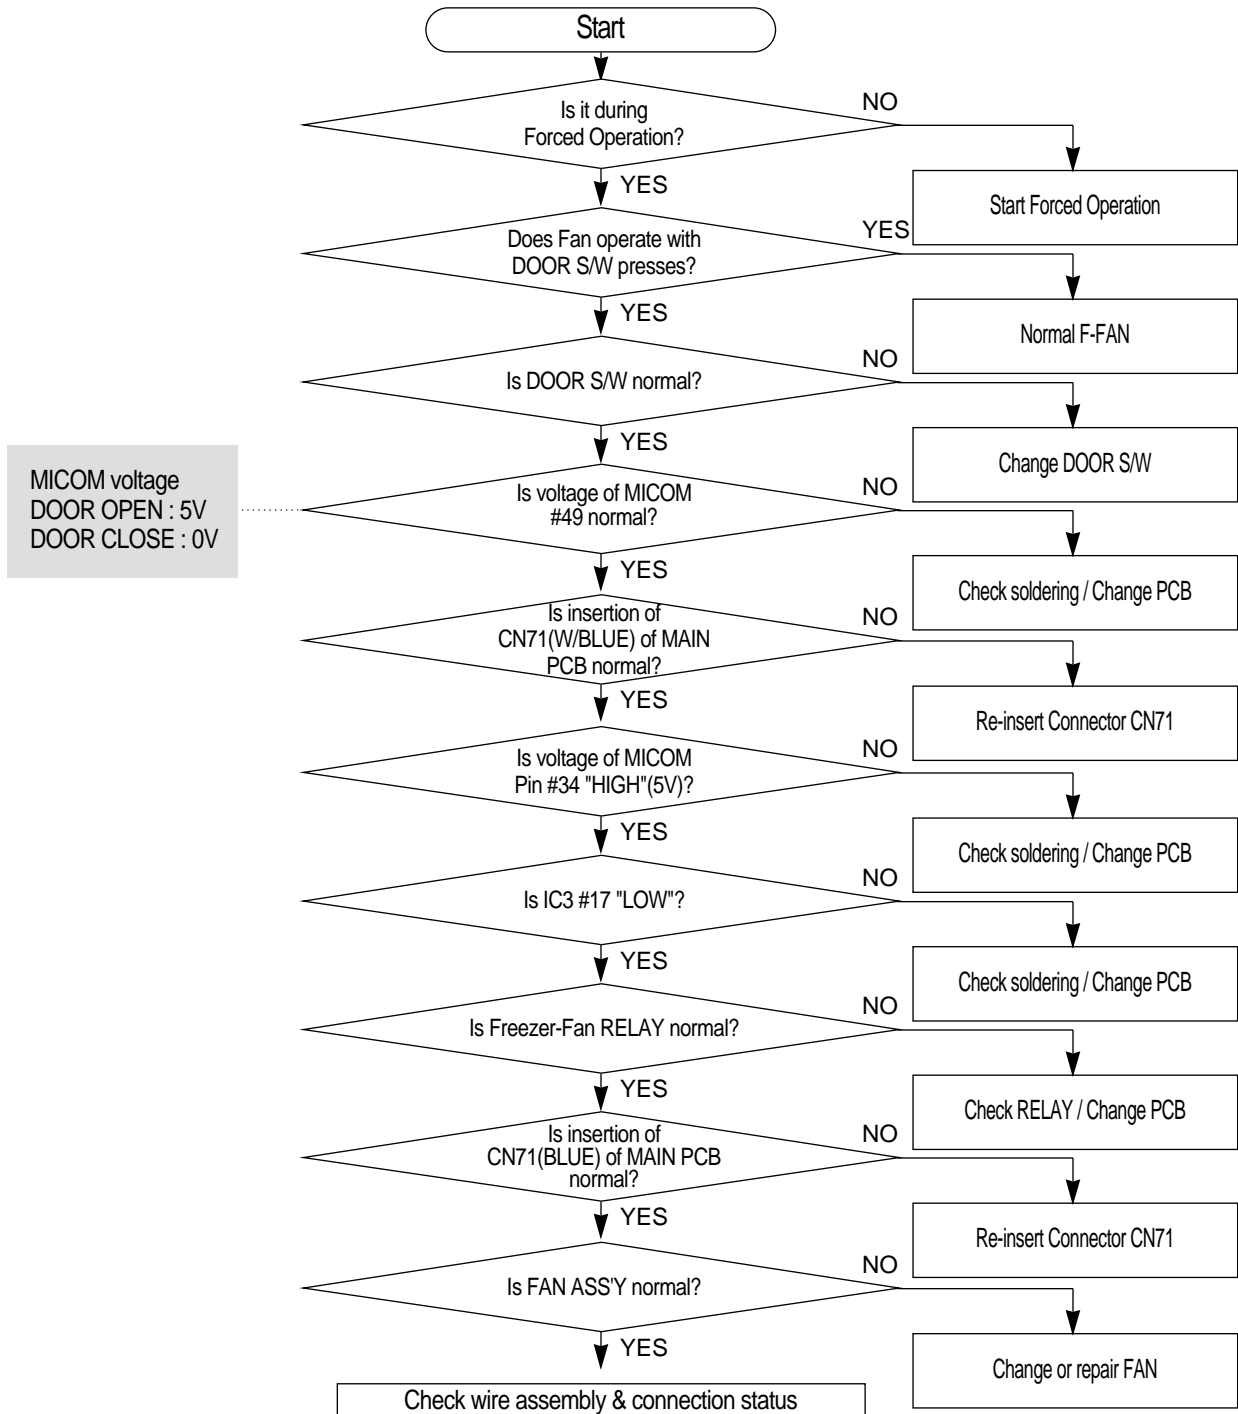 Start
Is it during
Forced Operation?
NO
YES
Start Forced Operation
Does Fan operate with
DOOR S/W presses?
YES
YES
Normal F-FAN
Is DOOR S/W normal?
NO
YES
Change DOOR S/W
MICOM voltage
DOOR OPEN : 5V
DOOR CLOSE : 0V
Is voltage of MICOM
#49 normal?
NO
YES
Check soldering / Change PCB
Is insertion of
CN71(W/BLUE) of MAIN
PCB normal?
NO
YES
Re-insert Connector CN71
Is voltage of MICOM
Pin #34 "HIGH"(5V)?
NO
YES
Check soldering / Change PCB
Is IC3 #17 "LOW"?
NO
YES
Check soldering / Change PCB
Is Freezer-Fan RELAY normal?
NO
YES
Check RELAY / Change PCB
Is insertion of
CN71(BLUE) of MAIN PCB
normal?
NO
YES
Re-insert Connector CN71
Is FAN ASS'Y normal?
NO
YES
Change or repair FAN
Check wire assembly & connection status